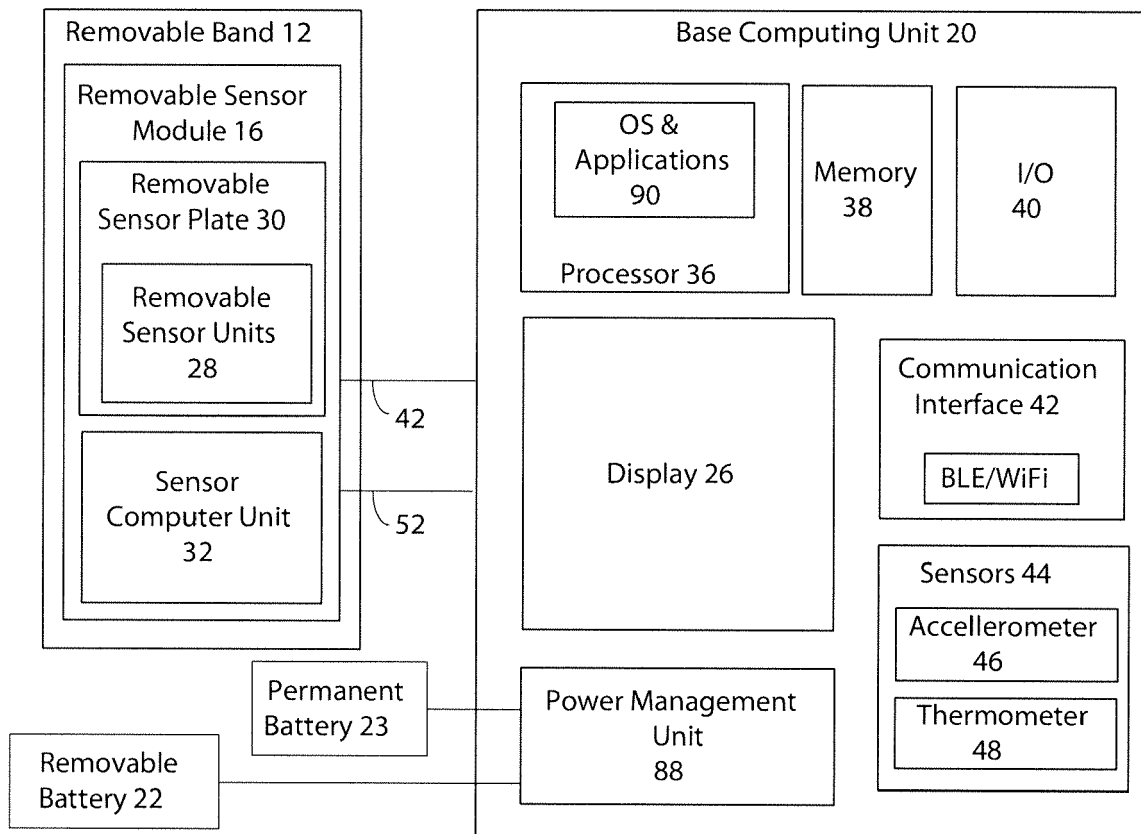 Removable Band 12
Removable Sensor
Module 16
Removable
Sensor Plate 30
Removable
Sensor Units
28
Sensor
Computer Unit
32
42
52
Permanent
Battery 23
Removable
Battery 22
Base Computing Unit 20
OS &
Applications
90
Processor 36
Memory
38
I/O
40
Display 26
Communication
Interface 42
BLE/WiFi
Sensors 44
Accellerometer
46
Thermometer
48
Power Management
Unit
88